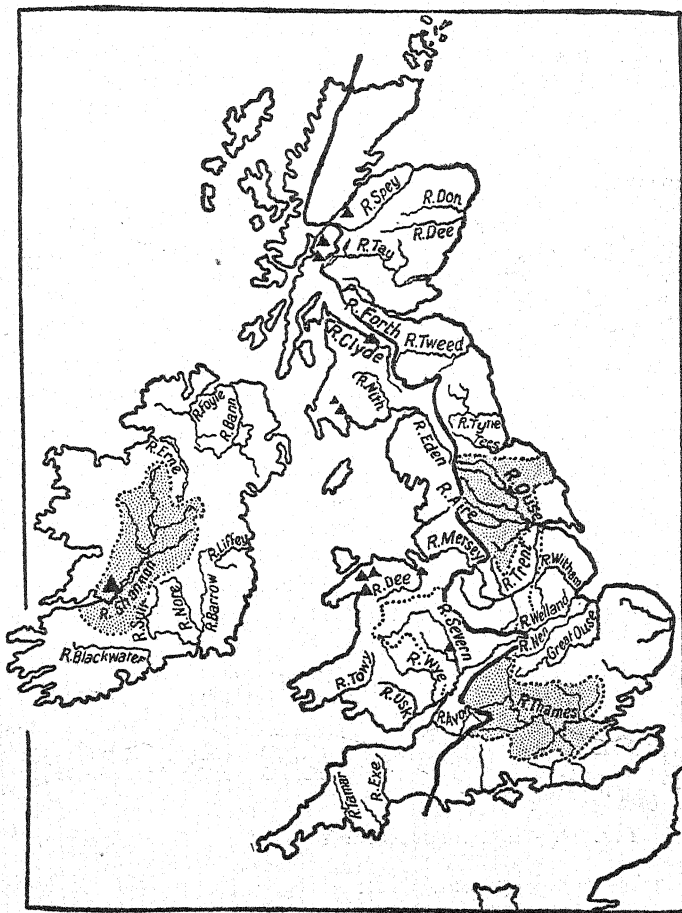 R. Spey
R. Don
R. Dee
R. Tay
R. Forth
R. Clyde
R. Tweed
R. Nith
R. Foyle
R. Bann
R. Erne
R. Eden
R. Tyne
Tees
R. Ouse
R. Aire
R. Mersey
R. Trent
R. Witham
R. Liffey
R. Shannon
R. Suir
R. Nore
R. Barrow
R. Blackwater
R. Dee
R. Severn
R. Welland
R. Nen
Great Ouse
R. Wye
R. Towy
R. Usk
R. Avon
R. Thames
R. Tamar
R. Exe